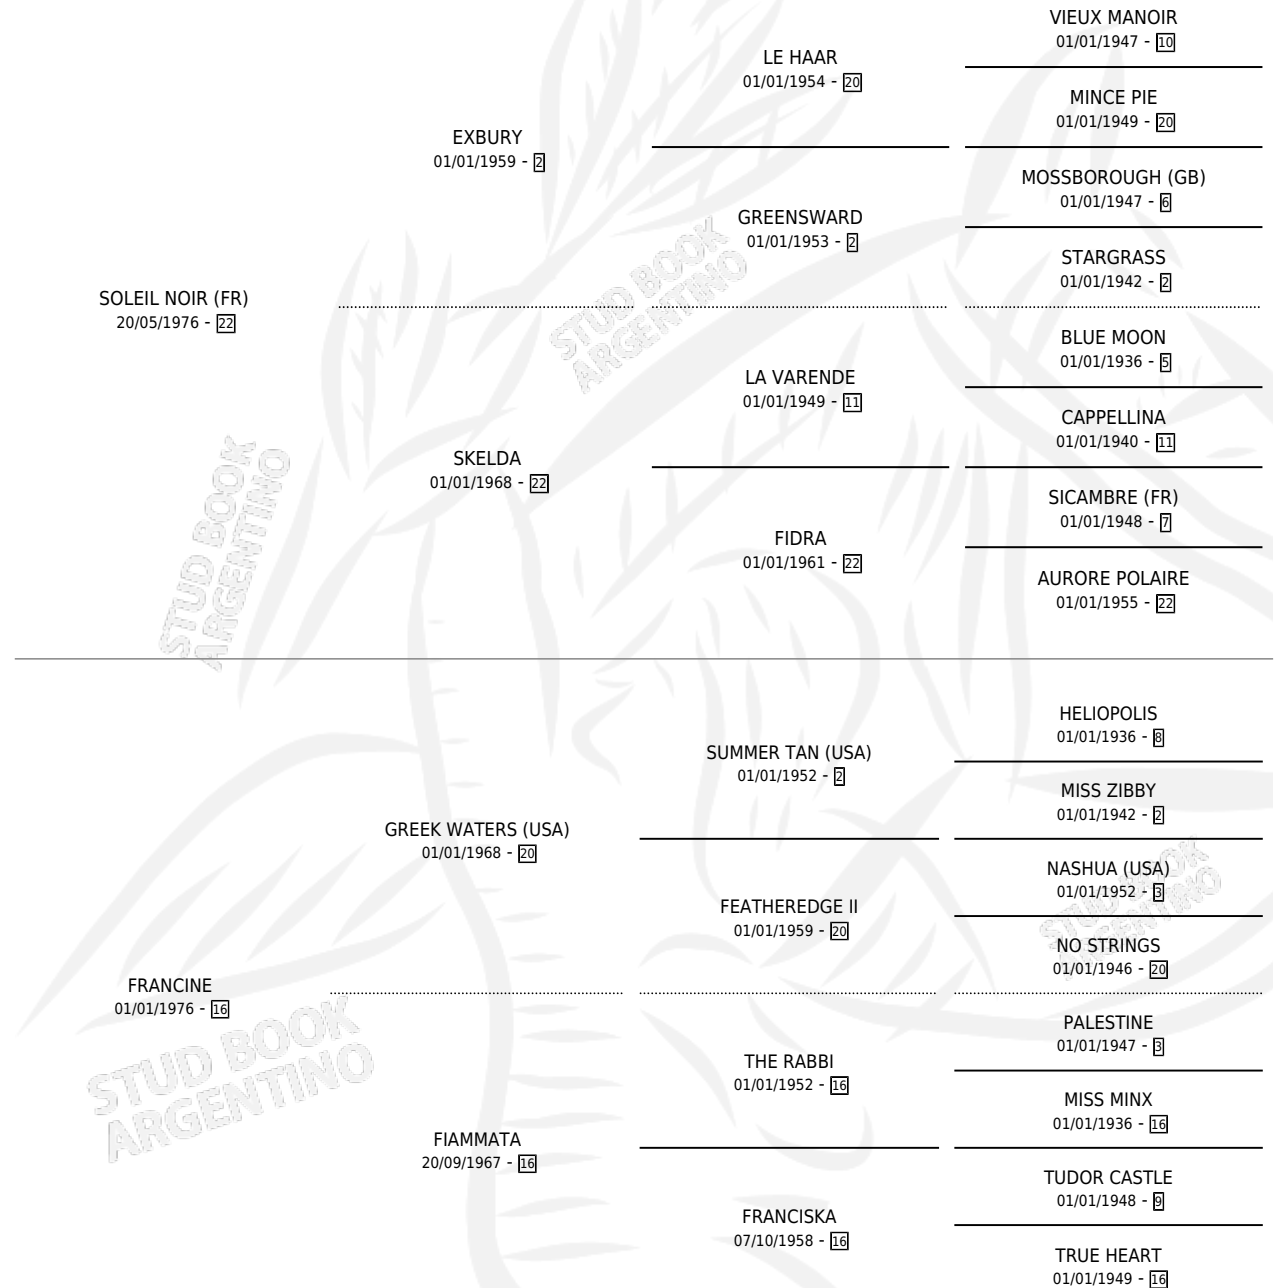 VIEUX MANOIR
01/01/1947 - 10
LE HAAR
01/01/1954 - 20
MINCE PIE
01/01/1949 - 20
EXBURY
01/01/1959 - 2
MOSSBOROUGH (GB)
01/01/1947 - 6
GREENSWARD
01/01/1953 - 2
STARGRASS
01/01/1942 - 2
SOLEIL NOIR (FR)
20/05/1976 - 22
BLUE MOON
01/01/1936 - 5
LA VARENDE
01/01/1949 - 11
CAPPELLINA
01/01/1940 - 11
SKELDA
01/01/1968 - 22
SICAMBRE (FR)
01/01/1948 - 7
FIDRA
01/01/1961 - 22
AURORE POLAIRE
01/01/1955 - 22
HELIOPOLIS
01/01/1936 - 8
SUMMER TAN (USA)
01/01/1952 - 2
MISS ZIBBY
01/01/1942 - 2
GREEK WATERS (USA)
01/01/1968 - 20
NASHUA (USA)
01/01/1952 - 3
FEATHEREDGE II
01/01/1959 - 20
NO STRINGS
01/01/1946 - 20
FRANCINE
01/01/1976 - 16
PALESTINE
01/01/1947 - 3
THE RABBI
01/01/1952 - 16
MISS MINX
01/01/1936 - 16
FIAMMATA
20/09/1967 - 16
TUDOR CASTLE
01/01/1948 - 9
FRANCISKA
07/10/1958 - 16
TRUE HEART
01/01/1949 - 16
STUD BOOK
ARGENTINO
STUD BOOK
ARGENTINO
STUD BOOK
ARGENTINO
STUD BOOK
ARGENTINO